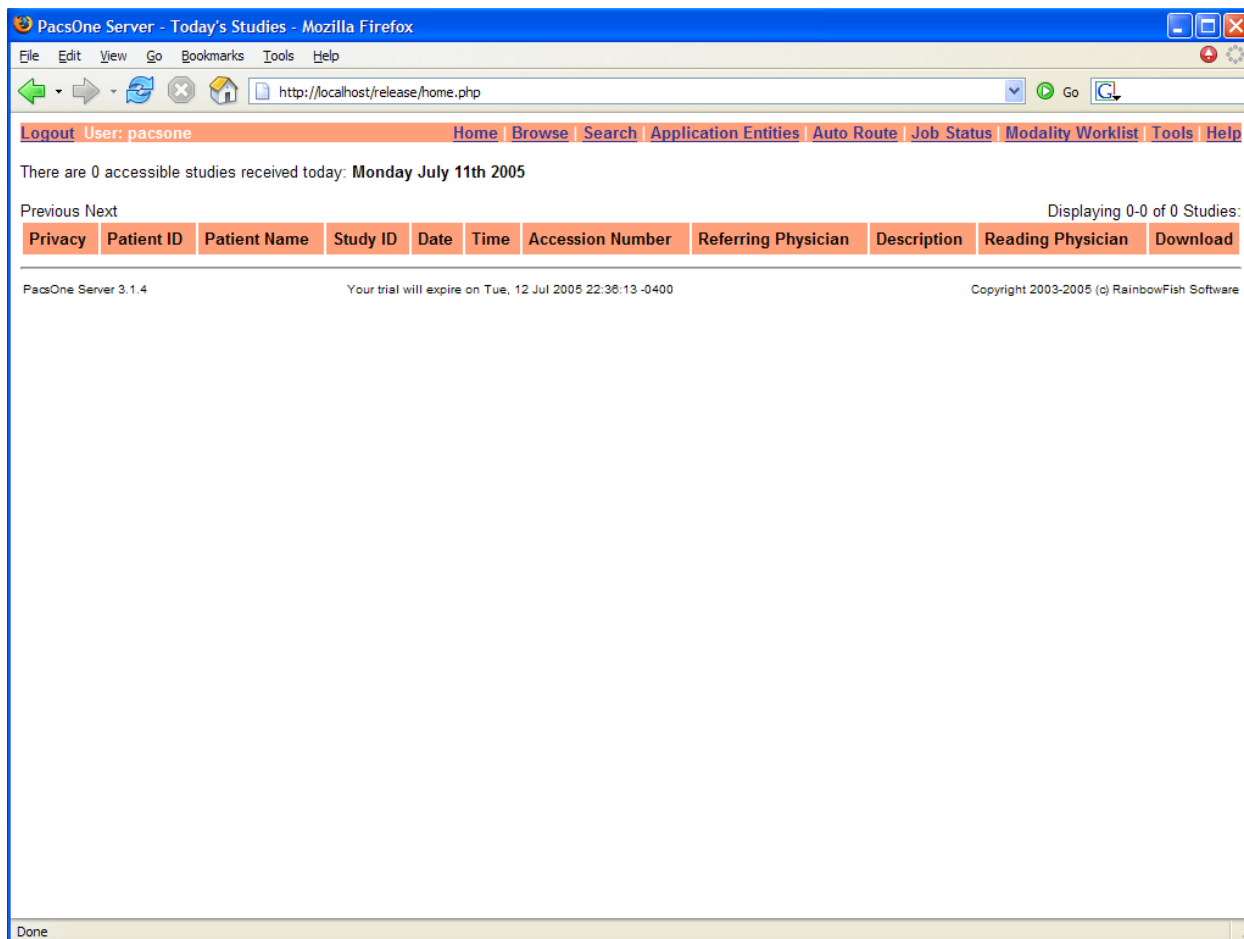 PacsOne Server - Today's Studies - Mozilla Firefox
File Edit View Go Bookmarks Tools Help
http://localhost/release/home.php Go G
Logout User: pacsone Home | Browse | Search | Application Entities | Auto Route | Job Status | Modality Worklist | Tools | Help
There are 0 accessible studies received today: Monday July 11th 2005
Previous Next Displaying 0-0 of 0 Studies:
Privacy Patient ID Patient Name Study ID Date Time Accession Number Referring Physician Description Reading Physician Download
PacsOne Server 3.1.4 Your trial will expire on Tue, 12 Jul 2005 22:36:13 -0400 Copyright 2003-2005 (c) RainbowFish Software
Done